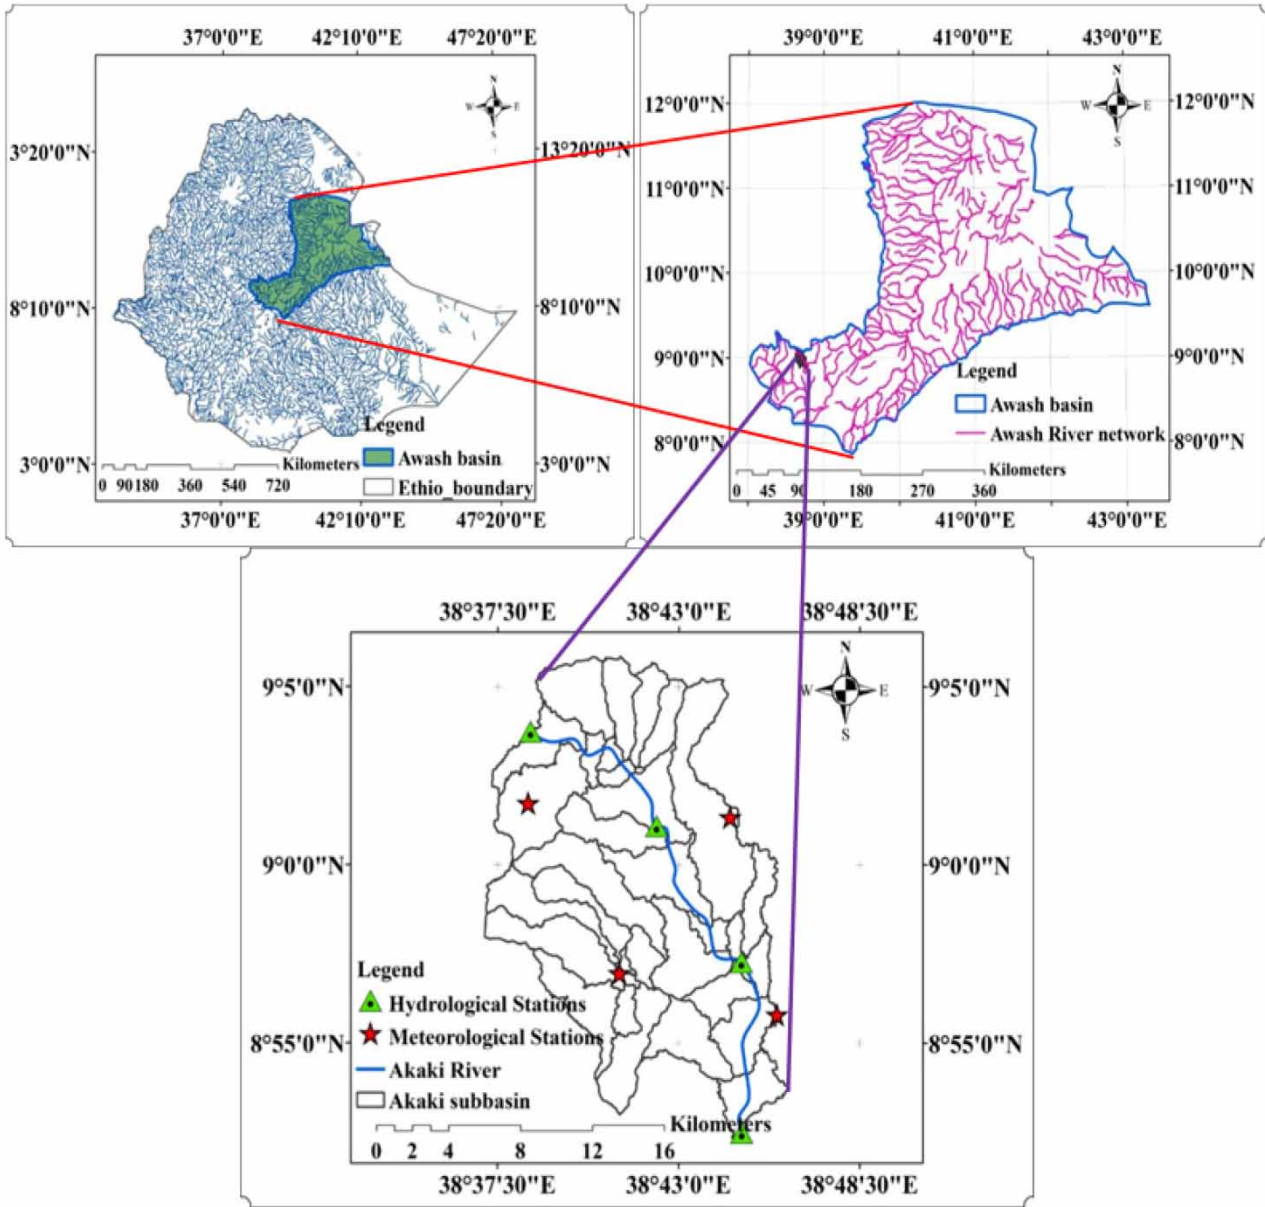 37°0'0"E 42°10'0"E 47°20'0"E
N
W E
S
3°20'0"N 13°20'0"N
8°10'0"N 8°10'0"N
Legend
Awash basin
Ethio_boundary
3°0'0"N 3°0'0"N
Kilometers
0 90 180 360 540 720
37°0'0"E 42°10'0"E 47°20'0"E
39°0'0"E 41°0'0"E 43°0'0"E
N
W E
S
12°0'0"N 12°0'0"N
11°0'0"N 11°0'0"N
10°0'0"N 10°0'0"N
9°0'0"N 9°0'0"N
Legend
Awash basin
Awash River network
8°0'0"N 8°0'0"N
Kilometers
0 45 90 180 270 360
39°0'0"E 41°0'0"E 43°0'0"E
38°37'30"E 38°43'0"E 38°48'30"E
N
W E
S
9°5'0"N 9°5'0"N
9°0'0"N 9°0'0"N
Legend
Hydrological Stations
Meteorological Stations
8°55'0"N 8°55'0"N
Akaki River
Akaki subbasin
Kilometers
0 2 4 8 12 16
38°37'30"E 38°43'0"E 38°48'30"E